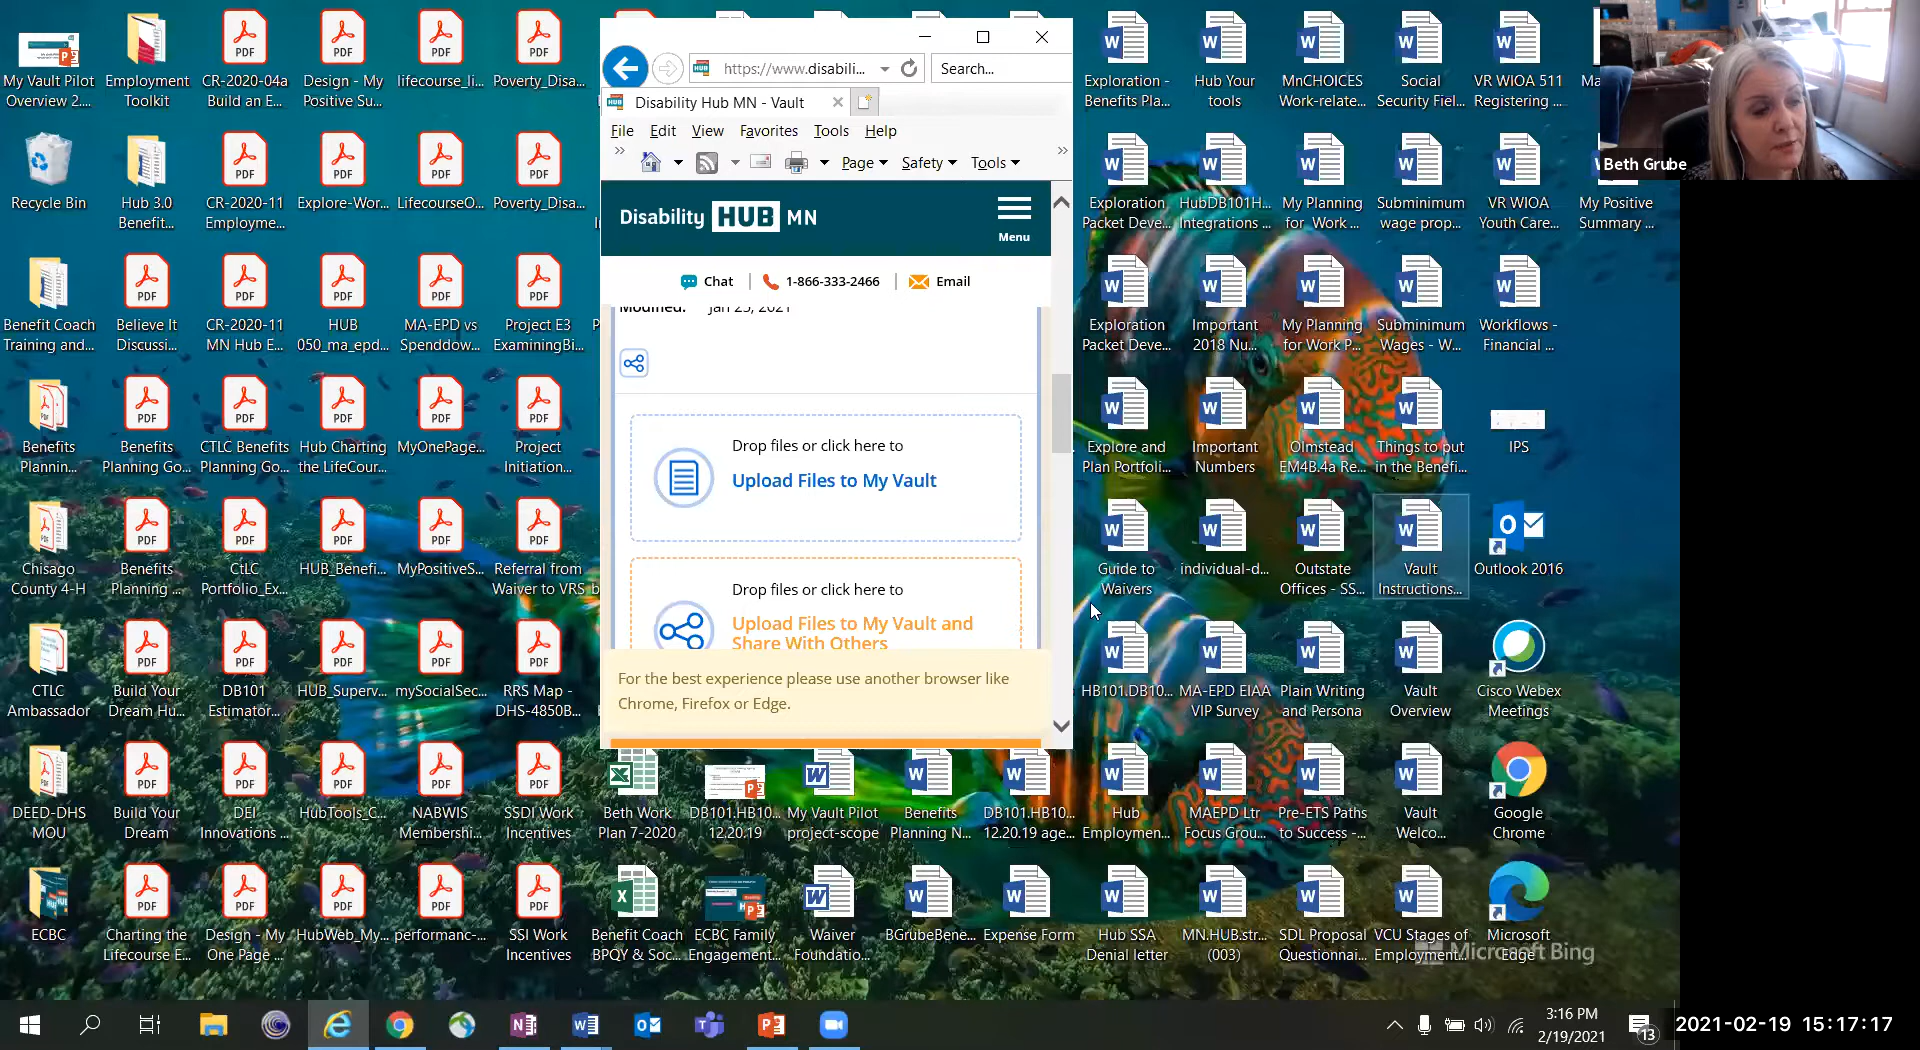 My Vault Pilot
Overview 2....
Employment
Toolkit
CR-2020-04a
Build an E...
Design - My
Positive Su...
lifecourse_li...
Poverty_Disa...
Recycle Bin
Hub 3.0
Benefit...
CR-2020-11
Employme...
Explore-Wor...
LifecourseO...
Poverty_Disa...
Benefit Coach
Training and...
Believe It
Discussi...
CR-2020-11
MN Hub E...
HUB
050_ma_epd...
MA-EPD vs
Spenddow...
Project E3
ExaminingBi...
Benefits
Plannin...
Benefits
Planning Go...
CTLC Benefits
Planning Go...
Hub Charting
the LifeCour...
MyOnePage...
Project
Initiation...
Chisago
County 4-H
Benefits
Planning ...
CtLC
Portfolio_Ex...
HUB_Benefi...
MyPositiveS...
Referral from
Waiver to VRS
CTLC
Ambassador
Build Your
Dream Hu...
DB101
Estimator...
HUB_Superv...
mySocialSec...
RRS Map -
DHS-4850B...
DEED-DHS
MOU
Build Your
Dream
DEI
Innovations ...
HubTools_C...
NABWIS
Membershi...
SSDI Work
Incentives
Beth Work
Plan 7-2020
DB101.HB10...
12.20.19
My Vault Pilot
project-scope
Benefits
Planning N...
DB101.HB10...
12.20.19 age...
Hub
Employmen...
MAEPD Ltr
Focus Grou...
Pre-ETS Paths
to Success -...
Vault
Welco...
Google
Chrome
ECBC
Charting the
Lifecourse E...
Design - My
One Page ...
HubWeb_My...
performanc-...
SSI Work
Incentives
Benefit Coach
BPQY & Soc...
ECBC Family
Engagement...
Waiver
Foundatio...
BGrubeBene...
Expense Form
Hub SSA
Denial letter
MN.HUB.str...
(003)
SDL Proposal
Questionnai...
VCU Stages of
Employment...
Microsoft
Edge
Microsoft Bing
https://www.disabili...
Search...
Disability Hub MN - Vault
File Edit View Favorites Tools Help
Page Safety Tools
Disability HUB MN
Menu
Chat
1-866-333-2466
Email
Modified: Jan 25, 2021
Drop files or click here to
Upload Files to My Vault
Drop files or click here to
Upload Files to My Vault and
Share With Others
For the best experience please use another browser like
Chrome, Firefox or Edge.
Exploration -
Benefits Pla...
Hub Your
tools
MnCHOICES
Work-relate...
Social
Security Fiel...
VR WIOA 511
Registering ...
Exploration
Packet Deve...
HubDB101H...
Integrations ...
My Planning
for Work ...
Subminimum
wage prop...
VR WIOA
Youth Care...
My Positive
Summary ...
Exploration
Packet Deve...
Important
2018 Nu...
My Planning
for Work P...
Subminimum
Wages - W...
Workflows -
Financial ...
Explore and
Plan Portfoli...
Important
Numbers
Olmstead
EM4B.4a Re...
Things to put
in the Benefi...
IPS
Guide to
Waivers
individual-d...
Outstate
Offices - SS...
Vault
Instructions...
Outlook 2016
HB101.DB10...
MA-EPD EIAA
VIP Survey
Plain Writing
and Persona
Vault
Overview
Cisco Webex
Meetings
Beth Grube
3:16 PM
2/19/2021
13
2021-02-19 15:17:17